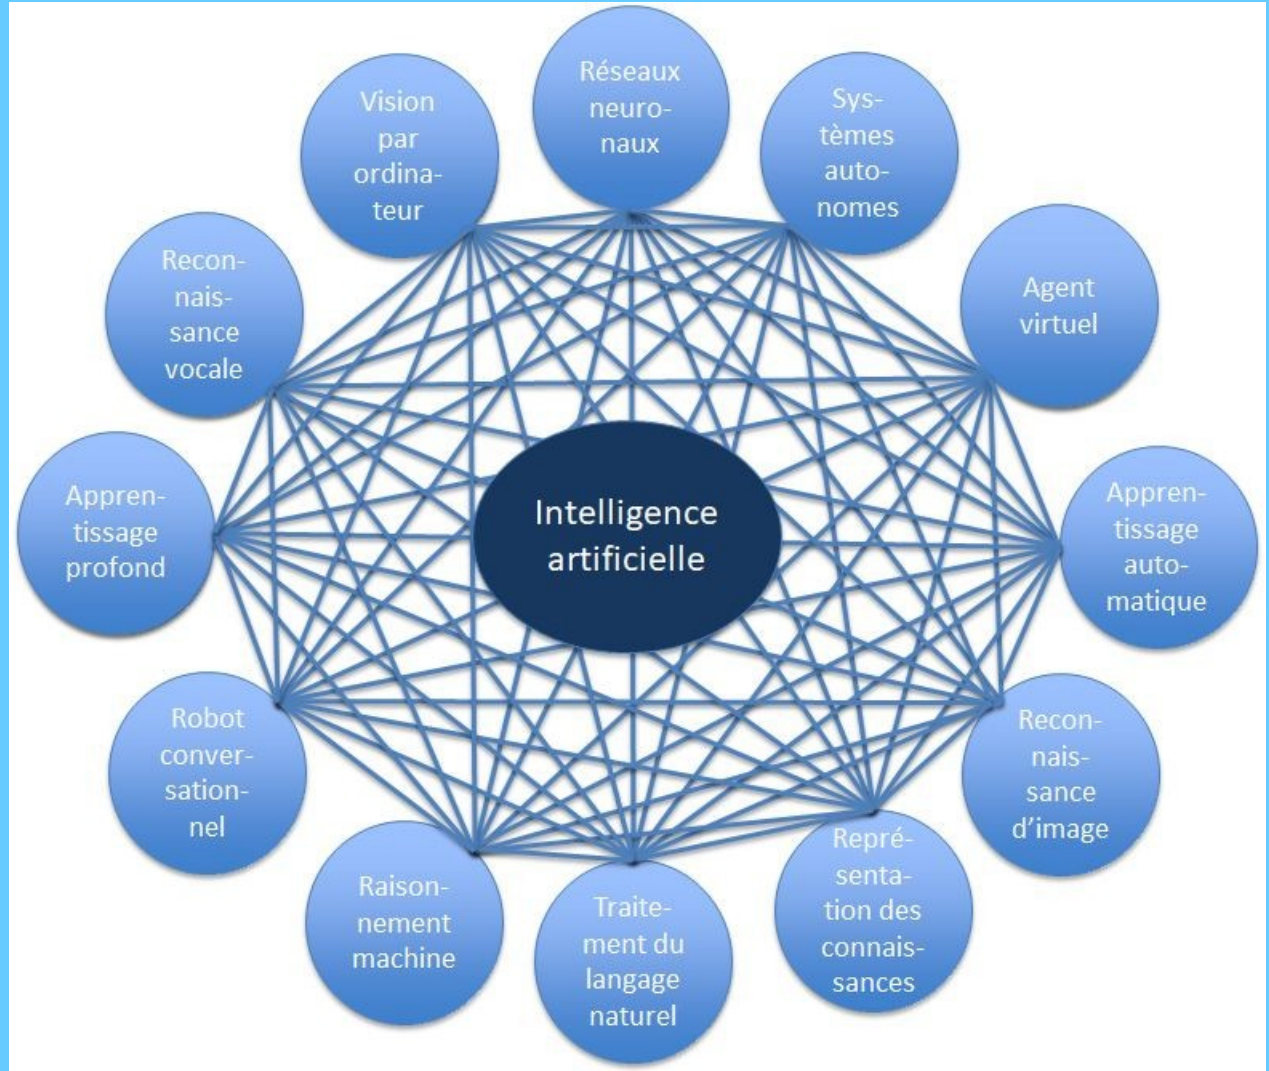 Réseaux
neuro-
naux
Sys-
tèmes
auto-
nomes
Agent
virtuel
Appren-
tissage
auto-
matique
Recon-
nais-
sance
d’image
Repré-
senta-
tion des
connais-
sances
Traite-
ment du
langage
naturel
Raison-
nement
machine
Robot
conver-
sation-
nel
Appren-
tissage
profond
Recon-
nais-
sance
vocale
Vision
par
ordina-
teur
Intelligence
artificielle